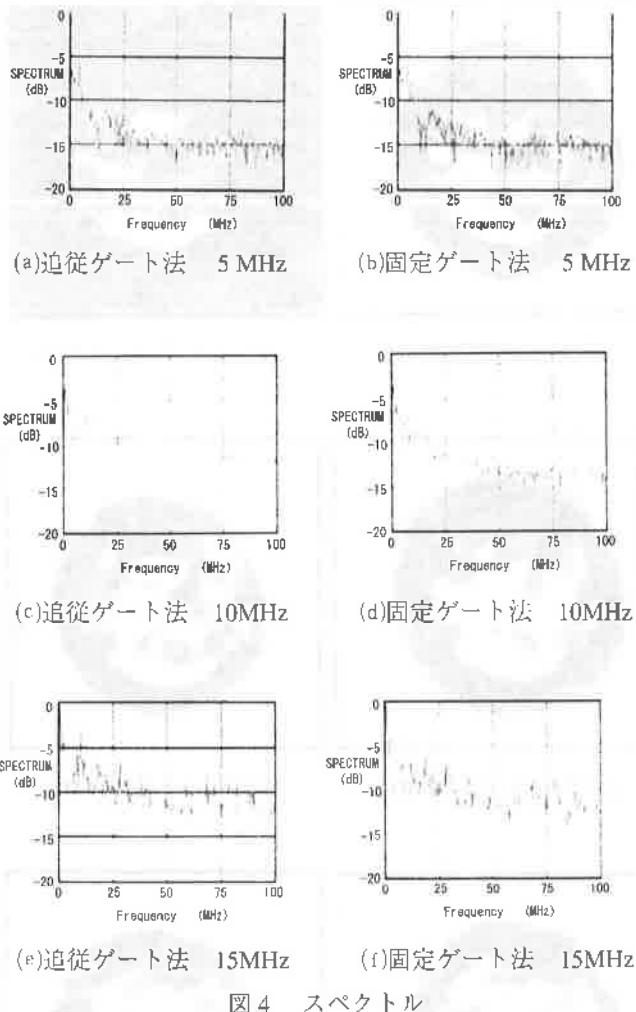 0
-5
SPECTRUM
(dB)
-10
-15
-20
0 25 50 75 100
Frequency (MHz)
(a)追従ゲート法 5 MHz
0
-5
SPECTRUM
(dB)
-10
-15
-20
0 25 50 75 100
Frequency (MHz)
(b)固定ゲート法 5 MHz
0
-5
SPECTRUM
(dB)
-10
-15
-20
0 25 50 75 100
Frequency (MHz)
(c)追従ゲート法 10MHz
0
-5
SPECTRUM
(dB)
-10
-15
-20
0 25 50 75 100
Frequency (MHz)
(d)固定ゲート法 10MHz
0
-5
SPECTRUM
(dB)
-10
-15
-20
0 25 50 75 100
Frequency (MHz)
(e)追従ゲート法 15MHz
0
-5
SPECTRUM
(dB)
-10
-15
-20
0 25 50 75 100
Frequency (MHz)
(f)固定ゲート法 15MHz
図4 スペクトル